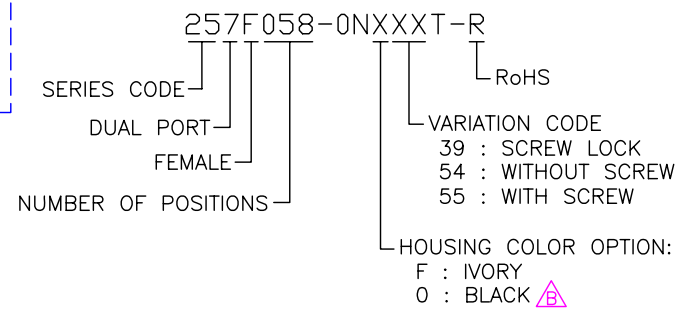 257F058-0NXXXT-R
RoHS
SERIES CODE
DUAL PORT
FEMALE
NUMBER OF POSITIONS
VARIATION CODE
39 : SCREW LOCK
54 : WITHOUT SCREW
55 : WITH SCREW
HOUSING COLOR OPTION:
F : IVORY
0 : BLACK B